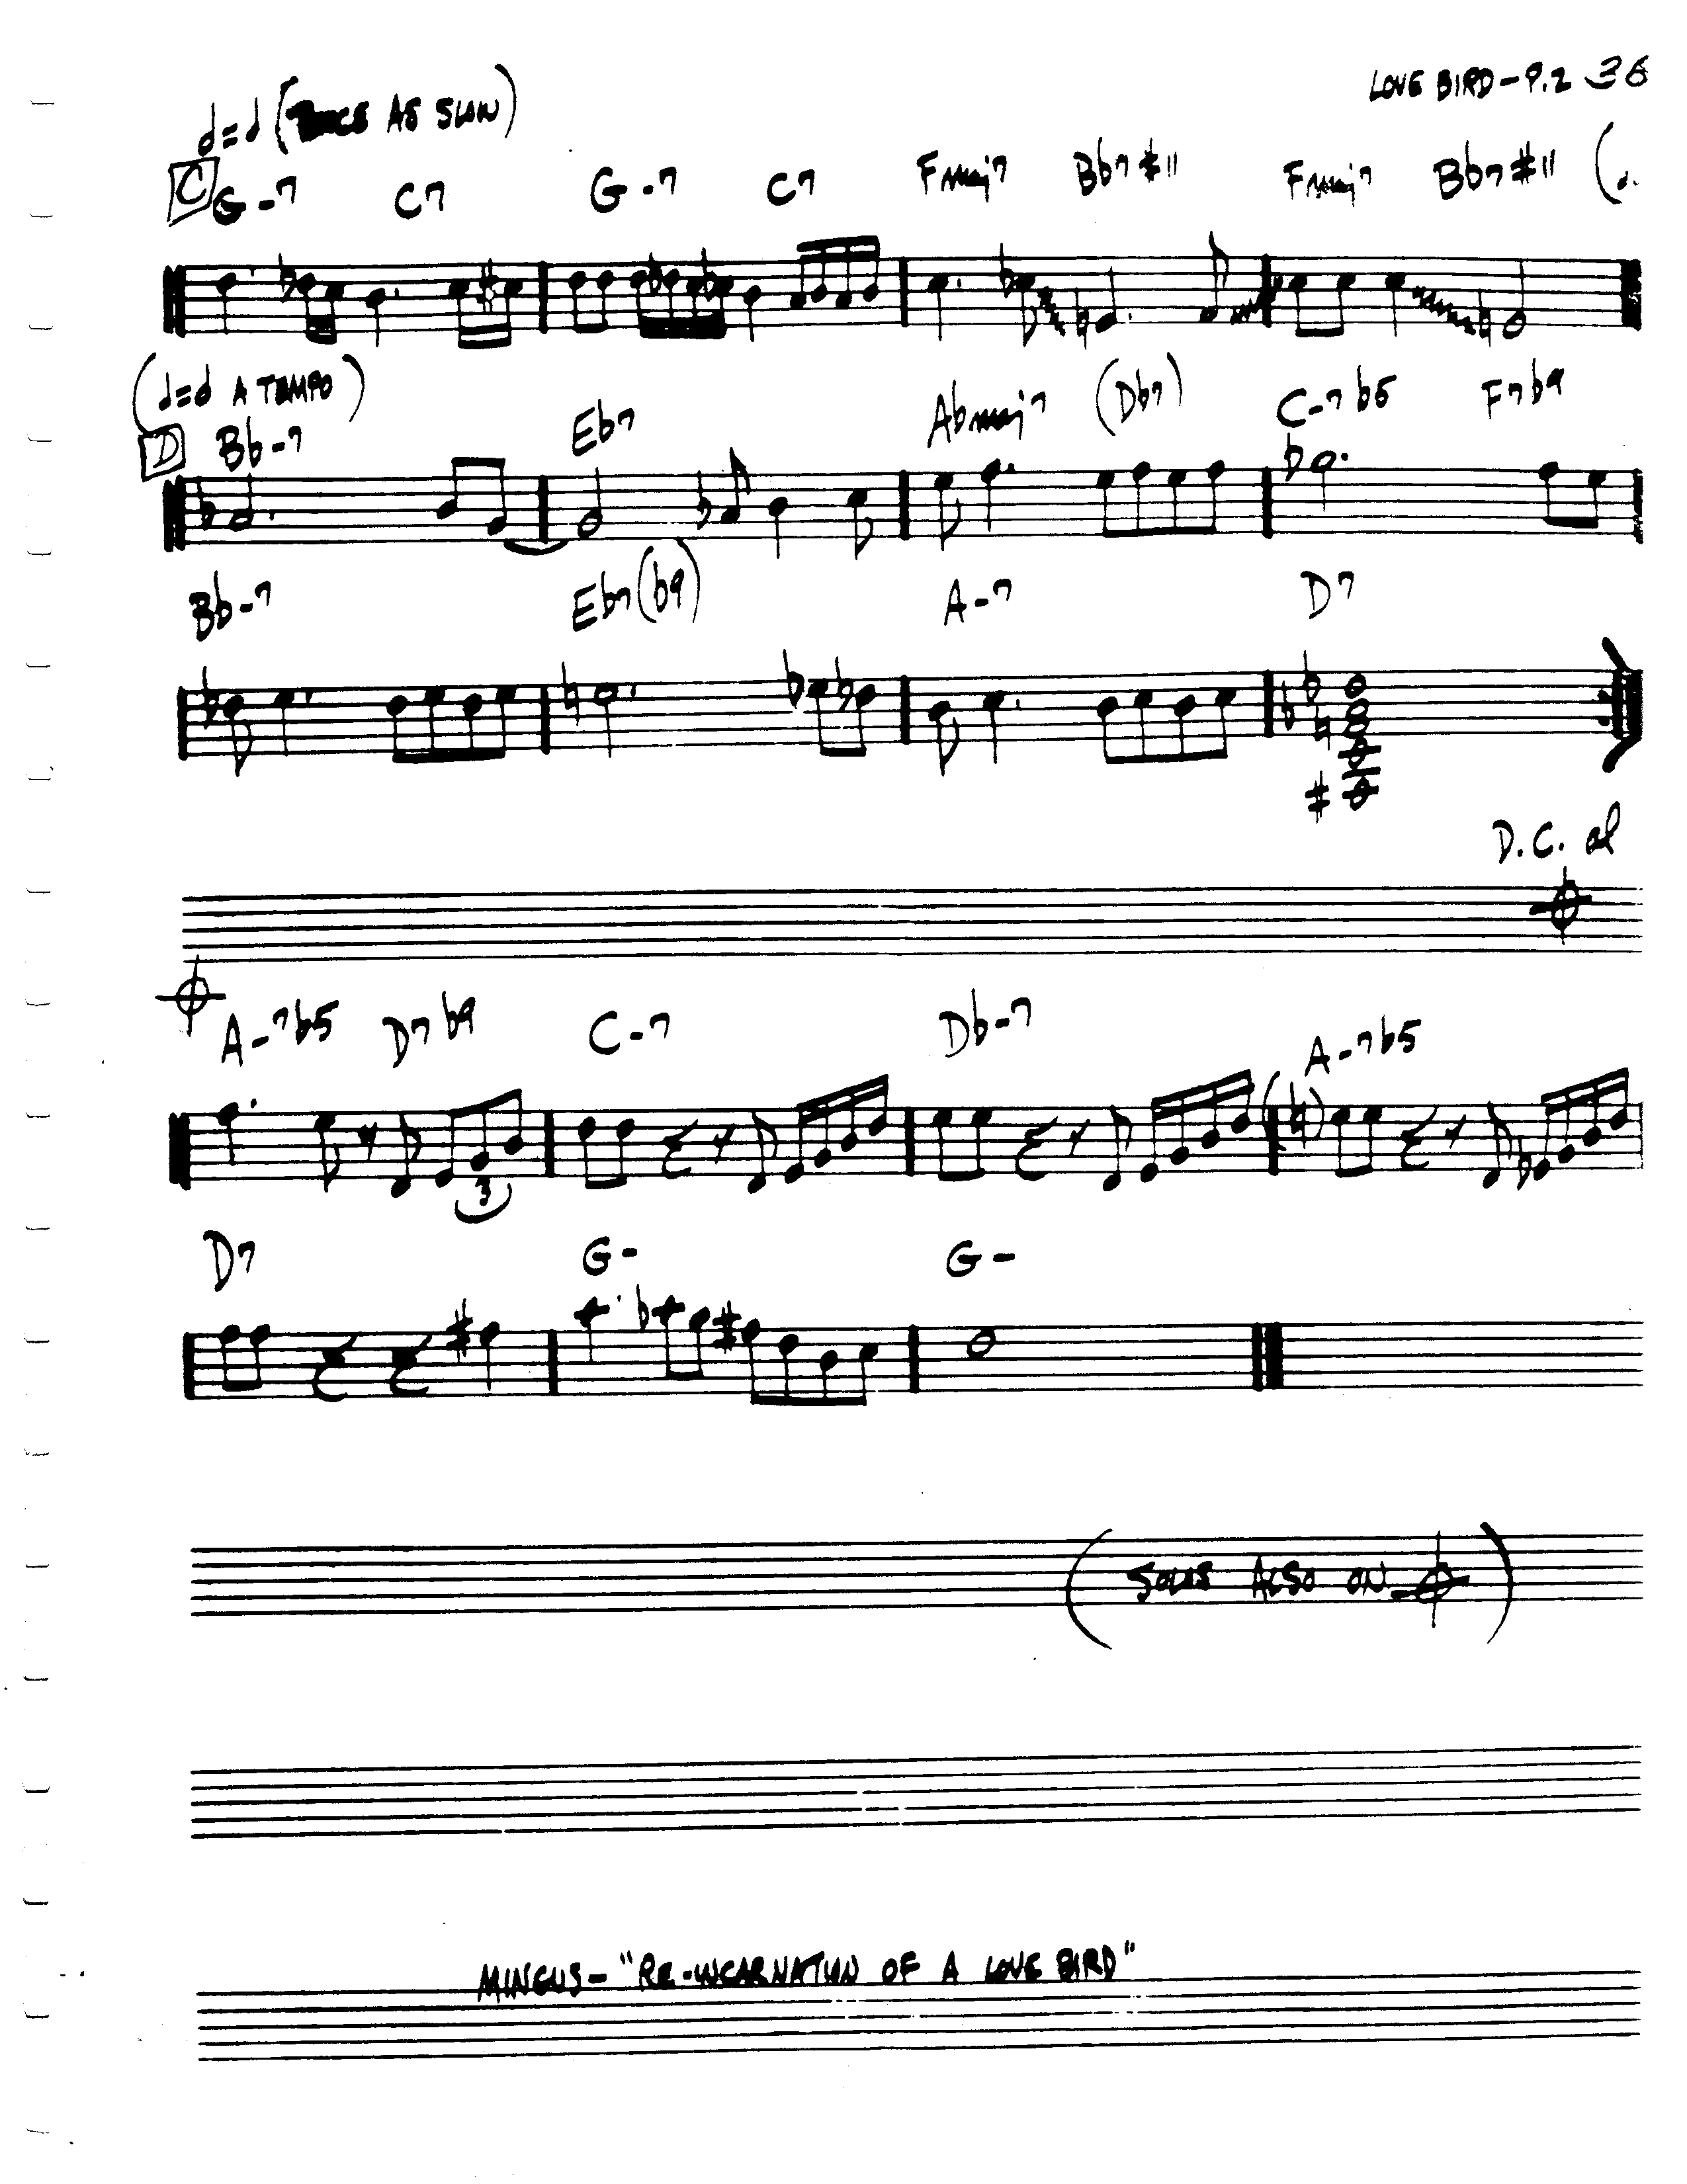 LOVE BIRD - P.2 36
(TWICE AS SLOW)
C G-7 C7 G-7 C7 Fmaj7 Bb7#11 Fmaj7 Bb7#11
(d=d A TEMPO)
D Bb-7 Eb7 Abmaj7 (Db7) C-7b5 F7b9
Bb-7 Eb7(b9) A-7 D7
D.C. al
A-7b5 D7b9 C-7 Db-7 A-7b5
3
D7 G- G-
(SOLOS ALSO ON
MINGUS - "RE-INCARNATION OF A LOVE BIRD"